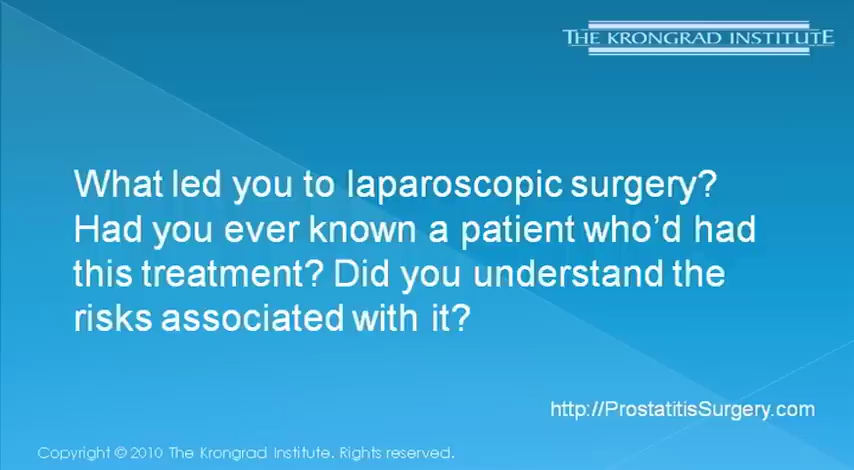 THE KRONGRAD INSTITUTE
What led you to laparoscopic surgery?
Had you ever known a patient who'd had
this treatment? Did you understand the
risks associated with it?
http://ProstatitisSurgery.com
Copyright © 2010 The Krongrad Institute. Rights reserved.